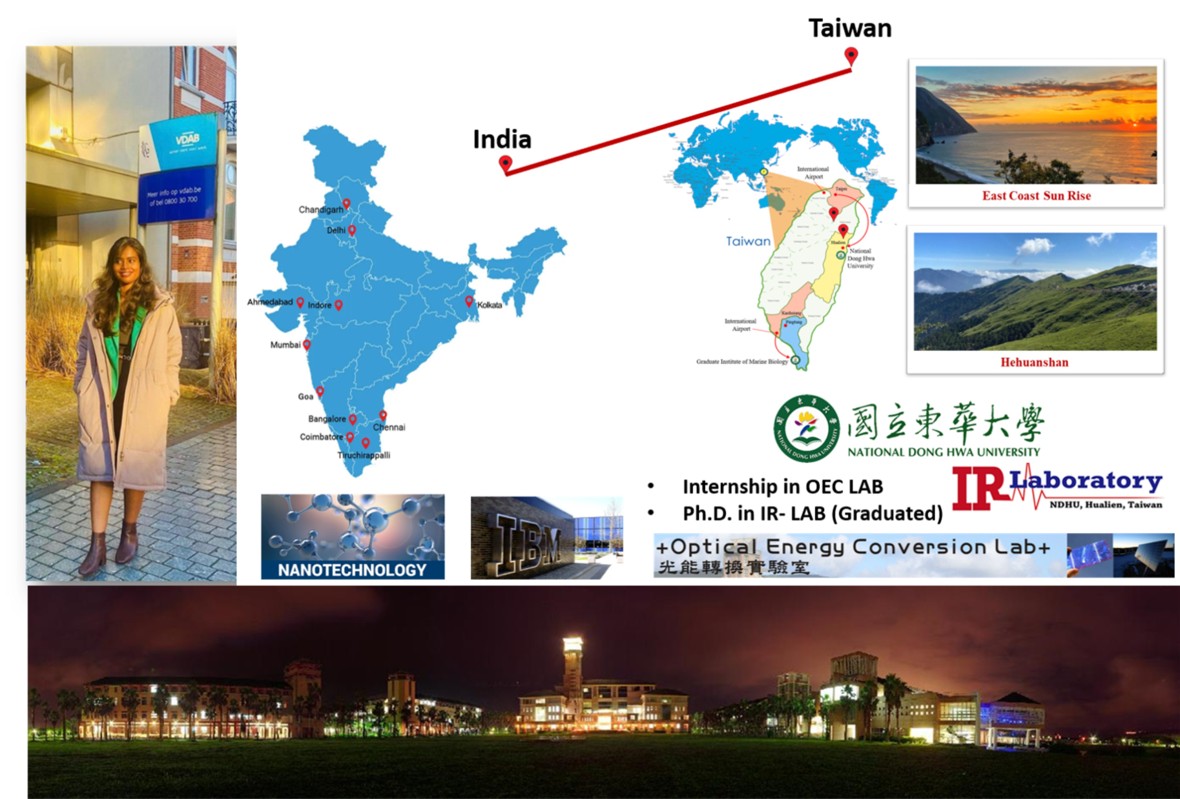 Taiwan
India
VDAB
Meer info op vdab.be
of bel 0800 30 700
Chandigarh
Delhi
Ahmedabad
Indore
Kolkata
Mumbai
Goa
Bangalore
Chennai
Coimbatore
Tiruchirappalli
International
Airport
Taipei
Taiwan
Hualien
National
Dong Hwa
University
Kaohsiung
Pingtung
International
Airport
Graduate Institute of Marine Biology
East Coast Sun Rise
Hehuanshan
國立東華大學
NATIONAL DONG HWA UNIVERSITY
IR Laboratory
NDHU, Hualien, Taiwan
• Internship in OEC LAB
• Ph.D. in IR- LAB (Graduated)
NANOTECHNOLOGY
IBM
+Optical Energy Conversion Lab+
光能轉換實驗室